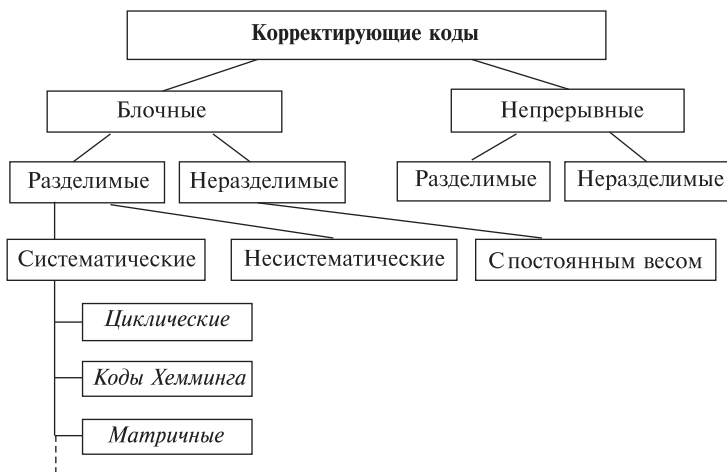 Корректирующие коды
Блочные
Непрерывные
Разделимые
Неразделимые
Разделимые
Неразделимые
Систематические
Несистематические
С постоянным весом
Циклические
Коды Хемминга
Матричные